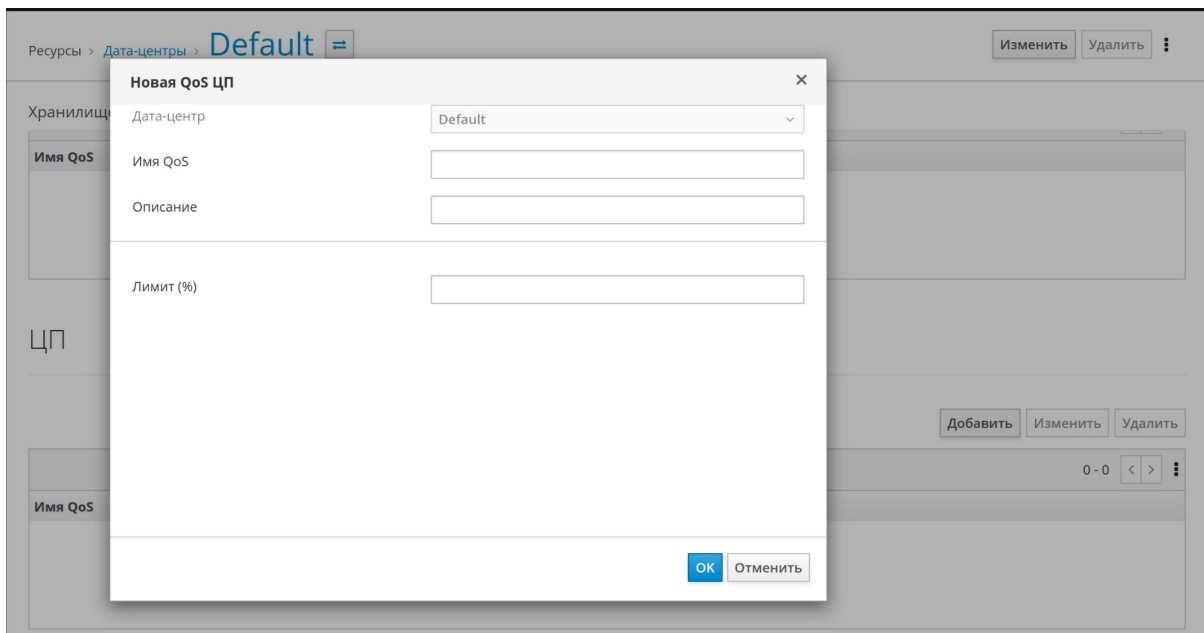 Ресурсы > Дата-центры > Default
Изменить Удалить
Новая QoS ЦП
Хранилище
Дата-центр Default
Имя QoS
Имя QoS
Описание
Лимит (%)
ЦП
Добавить Изменить Удалить
0 - 0
Имя QoS
OK Отменить